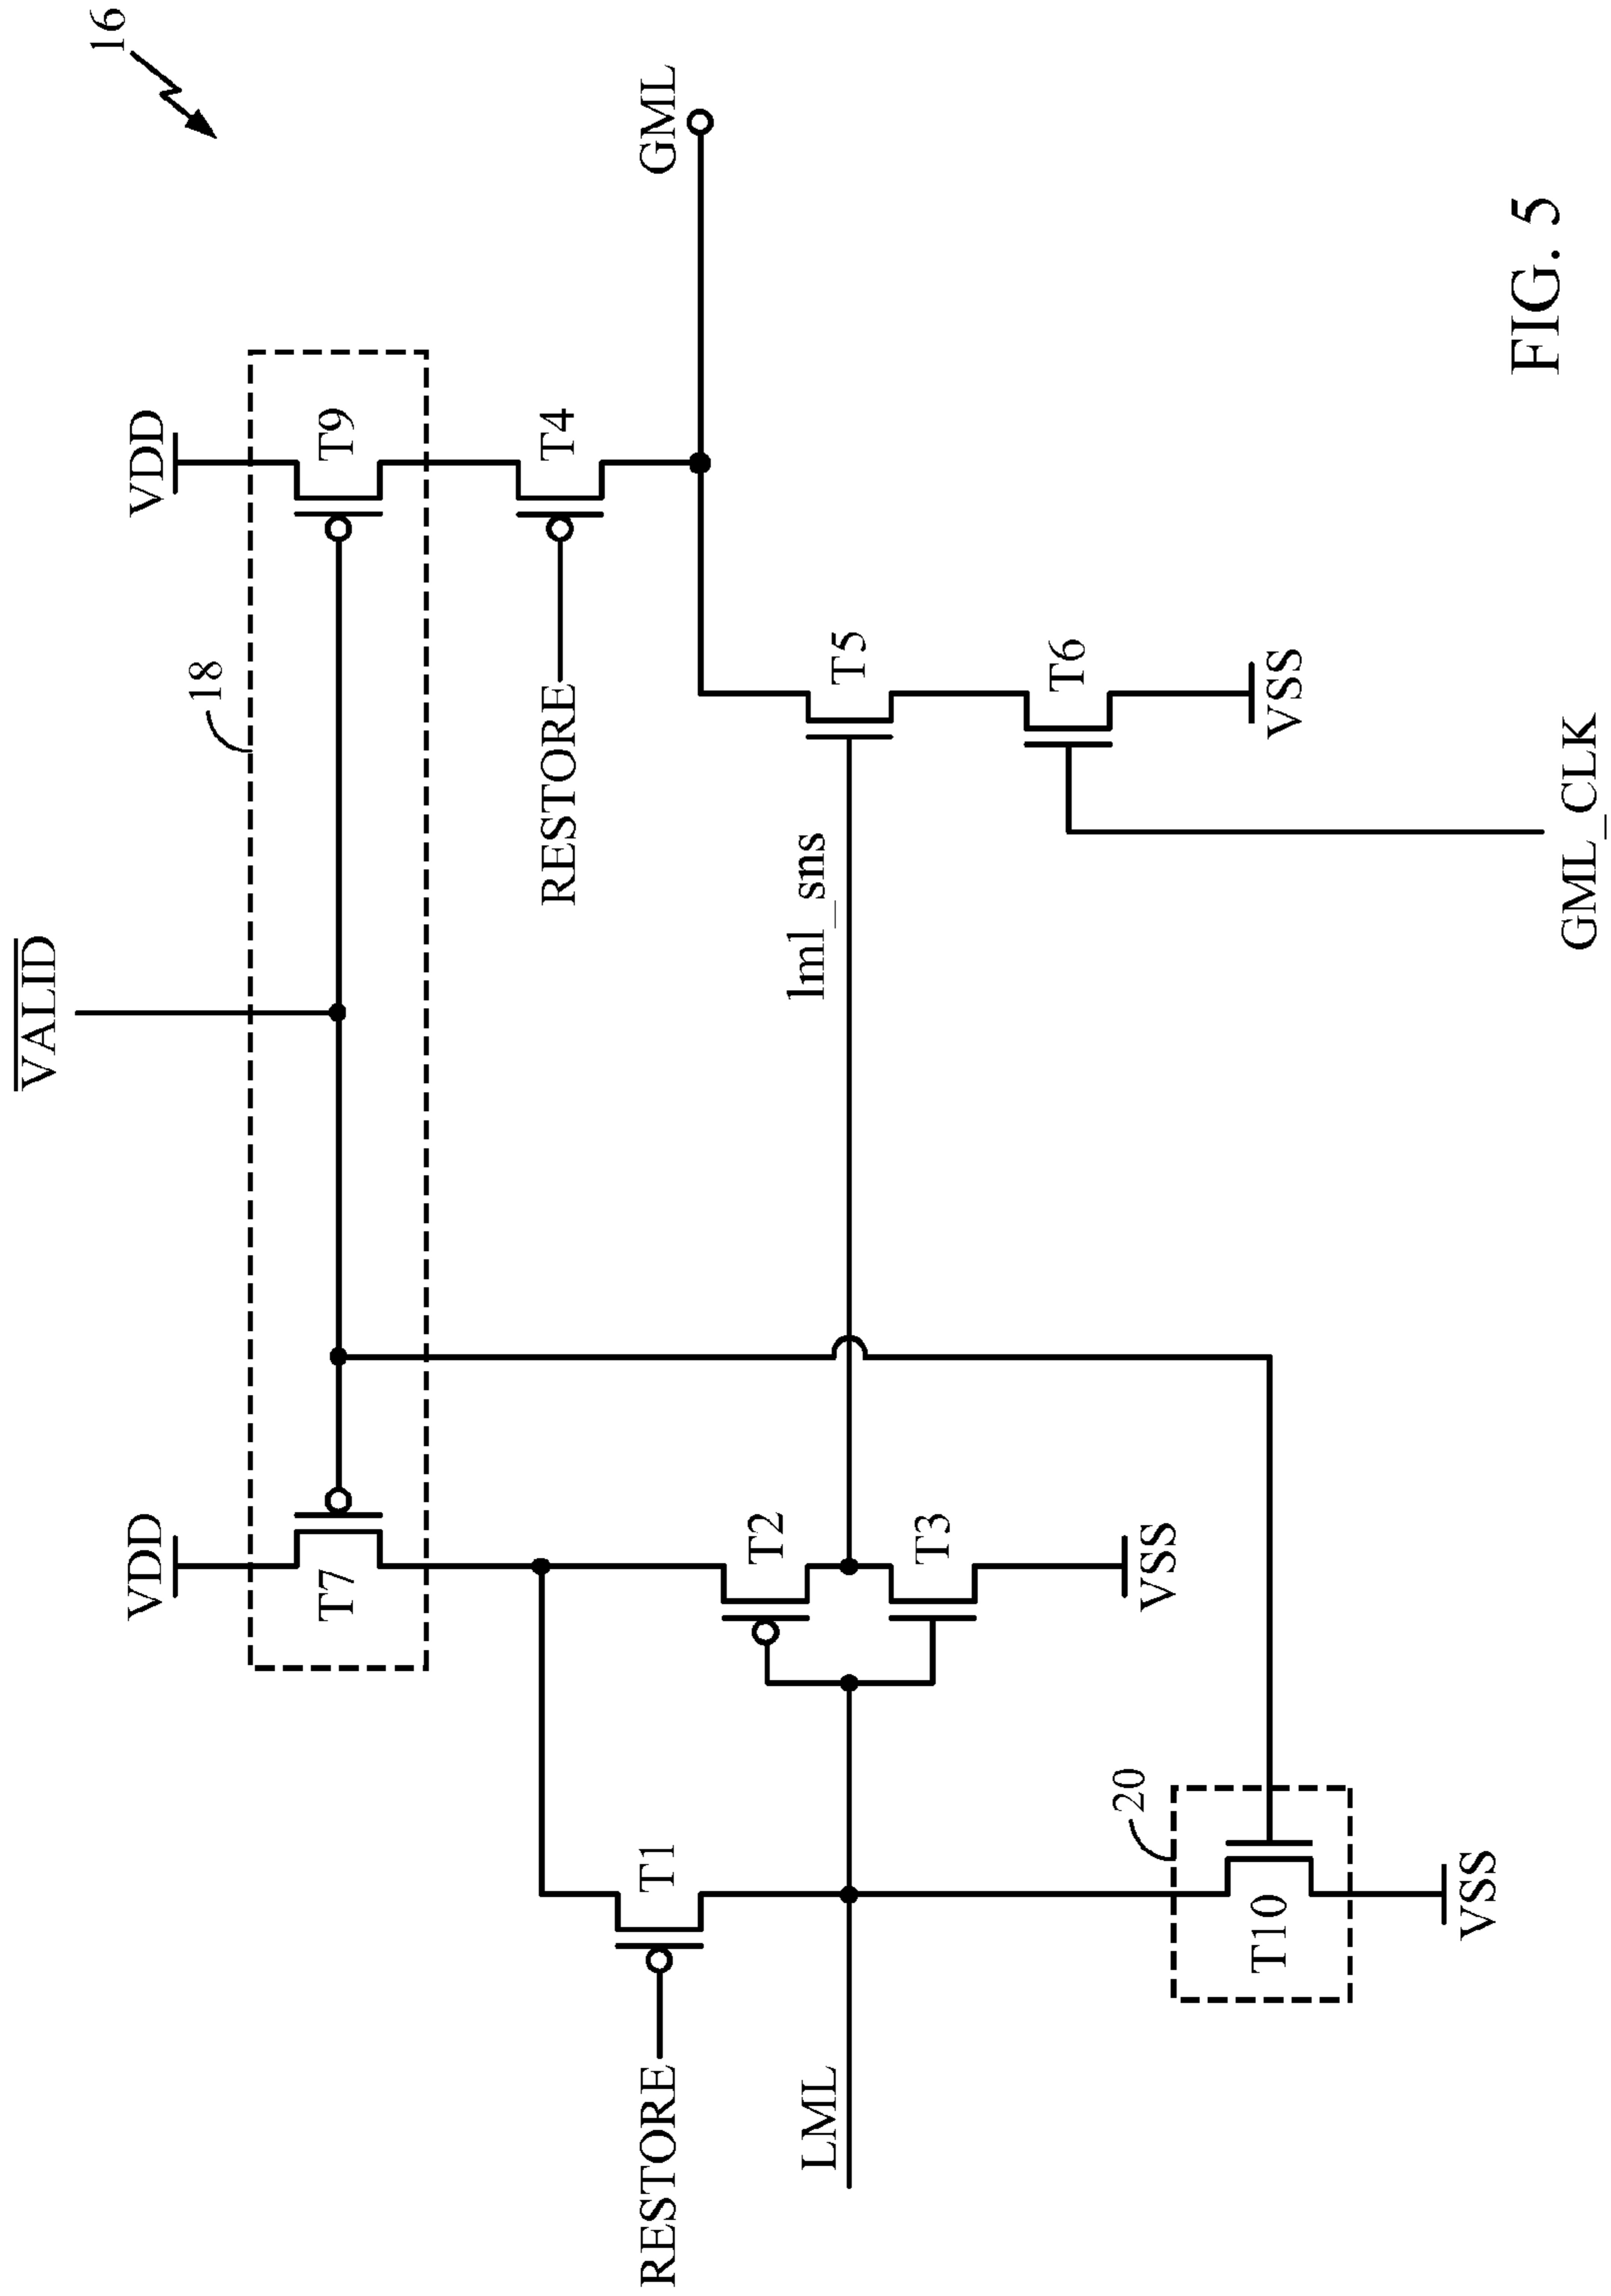 16
VALID
VDD
VDD
18
T7
T9
RESTORE
T1
T2
RESTORE
T4
GML
LML
lml_sns
T3
T5
20
T10
VSS
T6
VSS
VSS
GML_CLK
FIG. 5